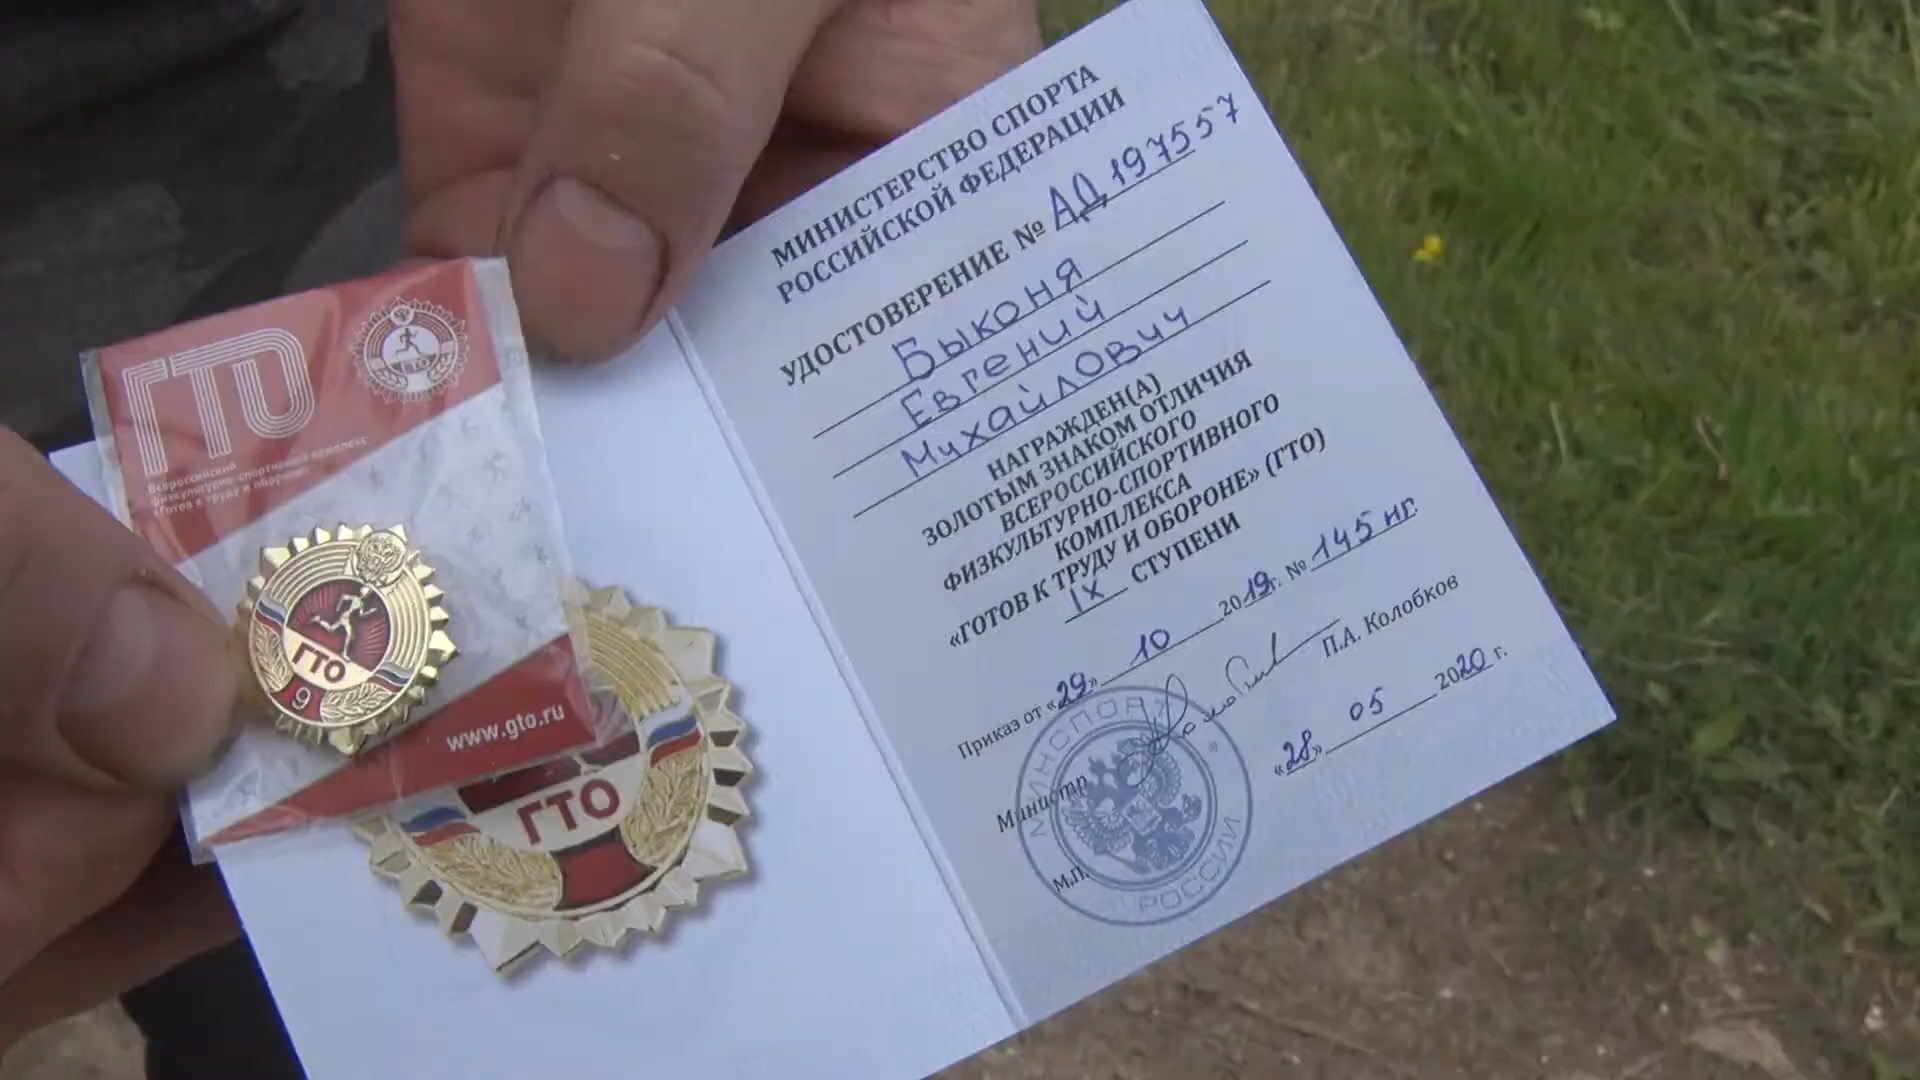 ГТО
Всероссийский
физкультурно-спортивный комплекс
«Готов к труду и обороне»
ГТО
ГТО
9
www.gto.ru
ГТО
МИНИСТЕРСТВО СПОРТА
РОССИЙСКОЙ ФЕДЕРАЦИИ
УДОСТОВЕРЕНИЕ № АД 197557
Быконя
Евгений
Михайлович
НАГРАЖДЕН(А)
ЗОЛОТЫМ ЗНАКОМ ОТЛИЧИЯ
ВСЕРОССИЙСКОГО
ФИЗКУЛЬТУРНО-СПОРТИВНОГО
КОМПЛЕКСА
«ГОТОВ К ТРУДУ И ОБОРОНЕ» (ГТО)
IX СТУПЕНИ
Приказ от «29» 10 2019г. № 145 нг.
Министр П.А. Колобков
М.П. «28» 05 2020 г.
МИНСПОРТ
РОССИИ